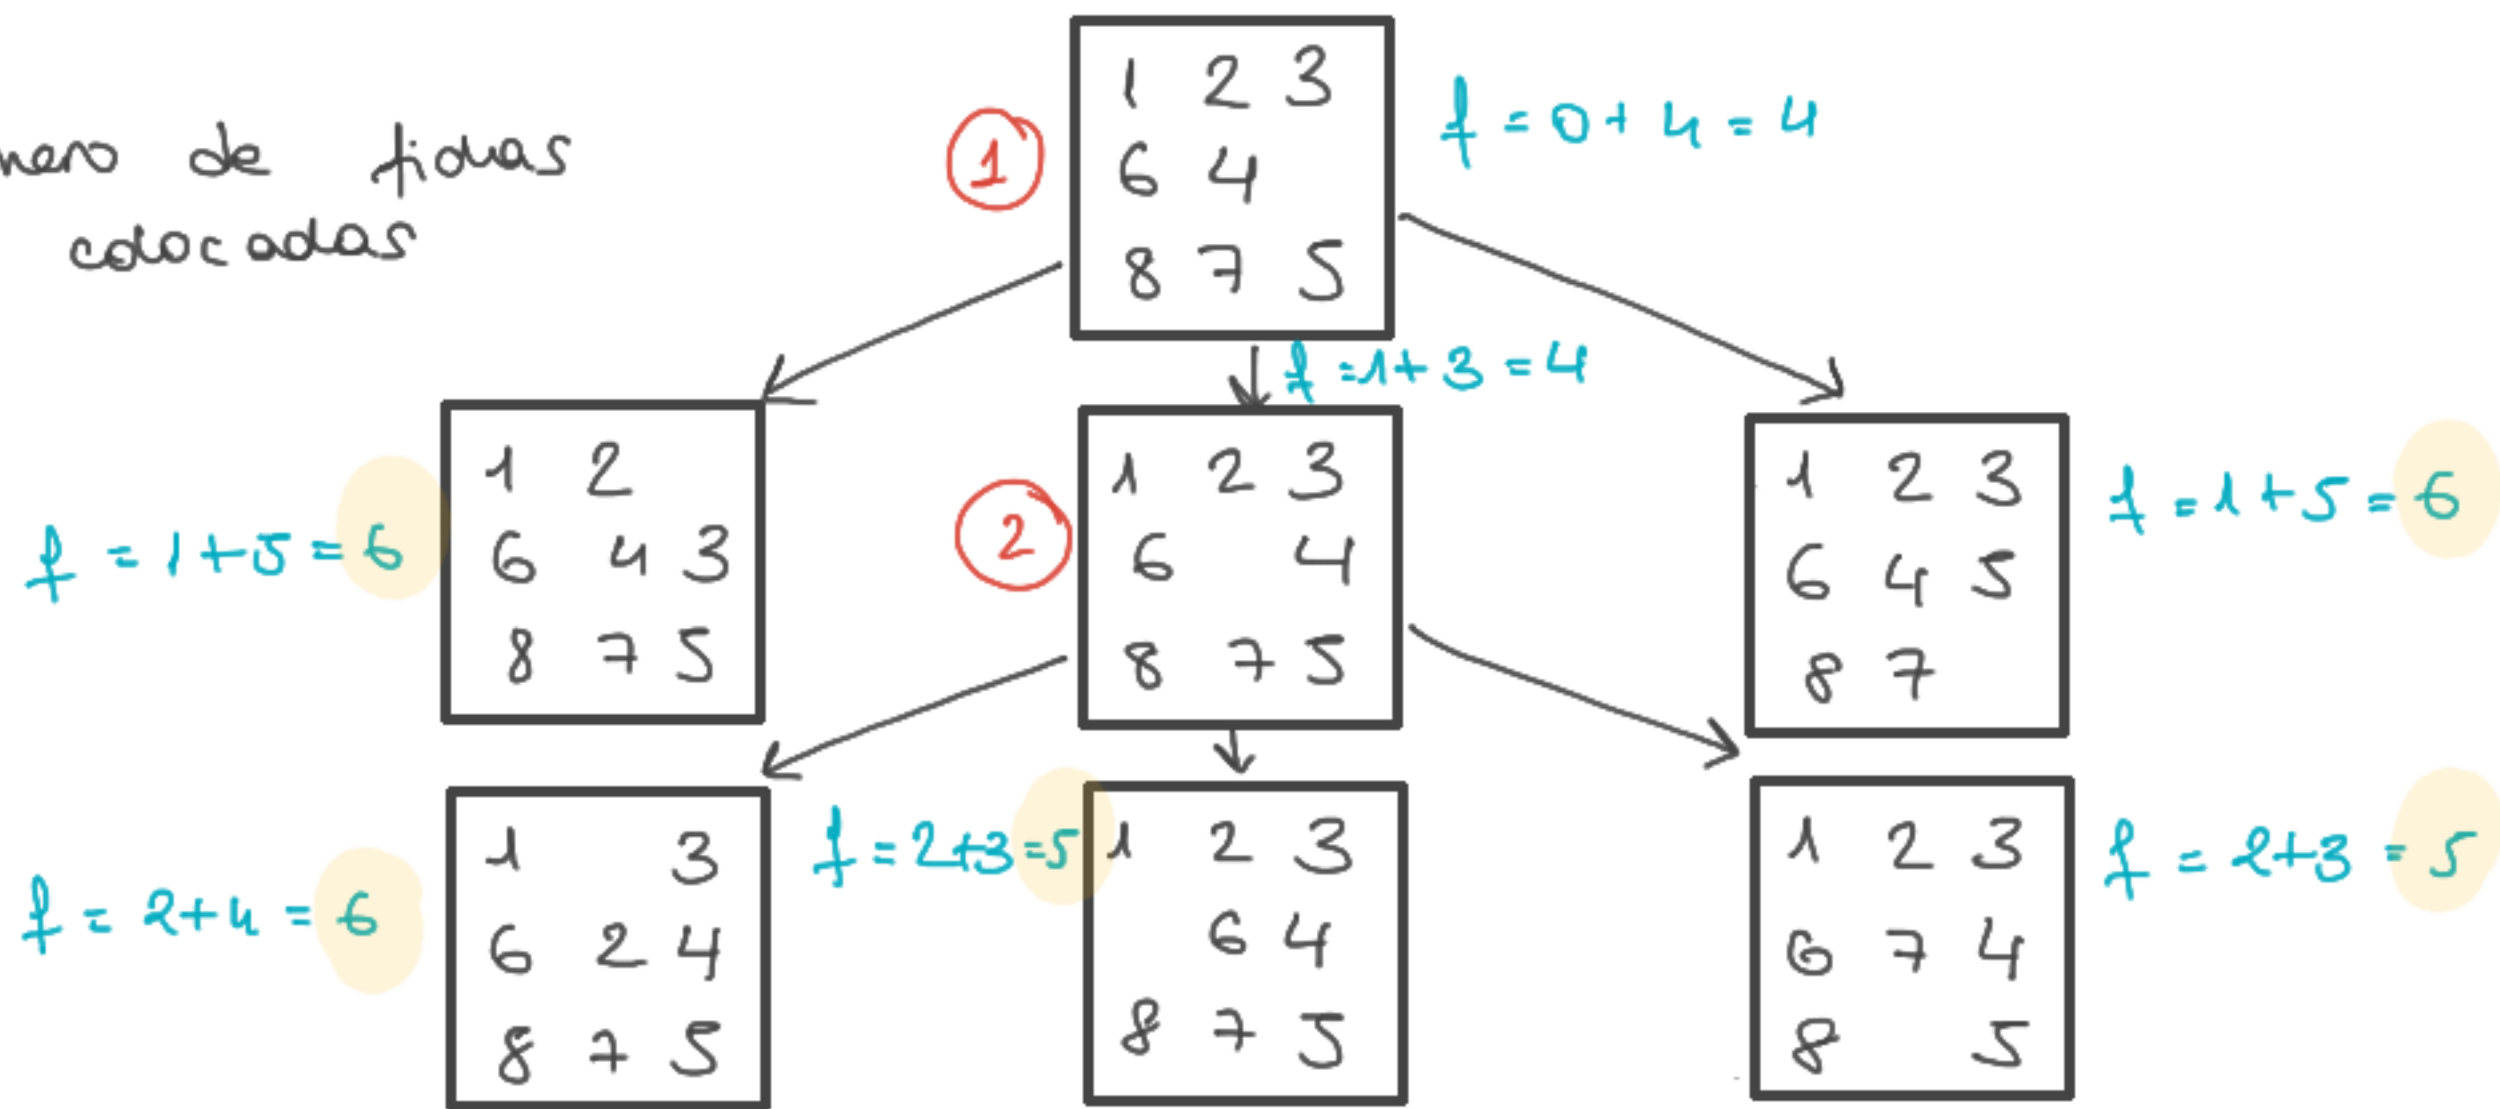 de fichas
colocadas
1
1 2 3
6 4
8 7 5
f = 0 + 4 = 4
f = 1 + 3 = 4
f = 1 + 5 = 6
1 2
6 4 3
8 7 5
2
1 2 3
6 4
8 7 5
1 2 3
6 4 5
8 7
f = 1 + 5 = 6
f = 2 + 4 = 6
1 3
6 2 4
8 7 5
f = 2 + 3 = 5
1 2 3
6 4
8 7 5
1 2 3
6 7 4
8 5
f = 2 + 3 = 5